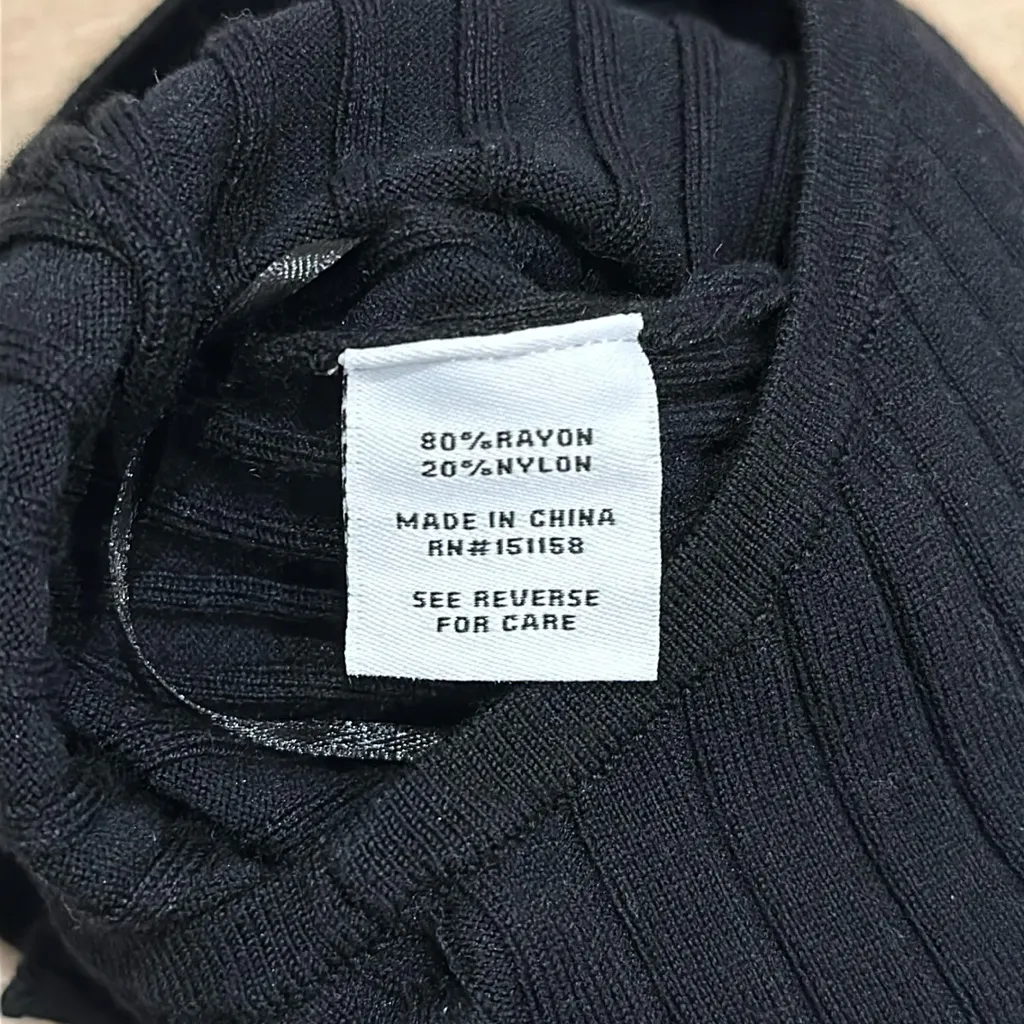 80%RAYON
20%NYLON
MADE IN CHINA
RN#151158
SEE REVERSE
FOR CARE